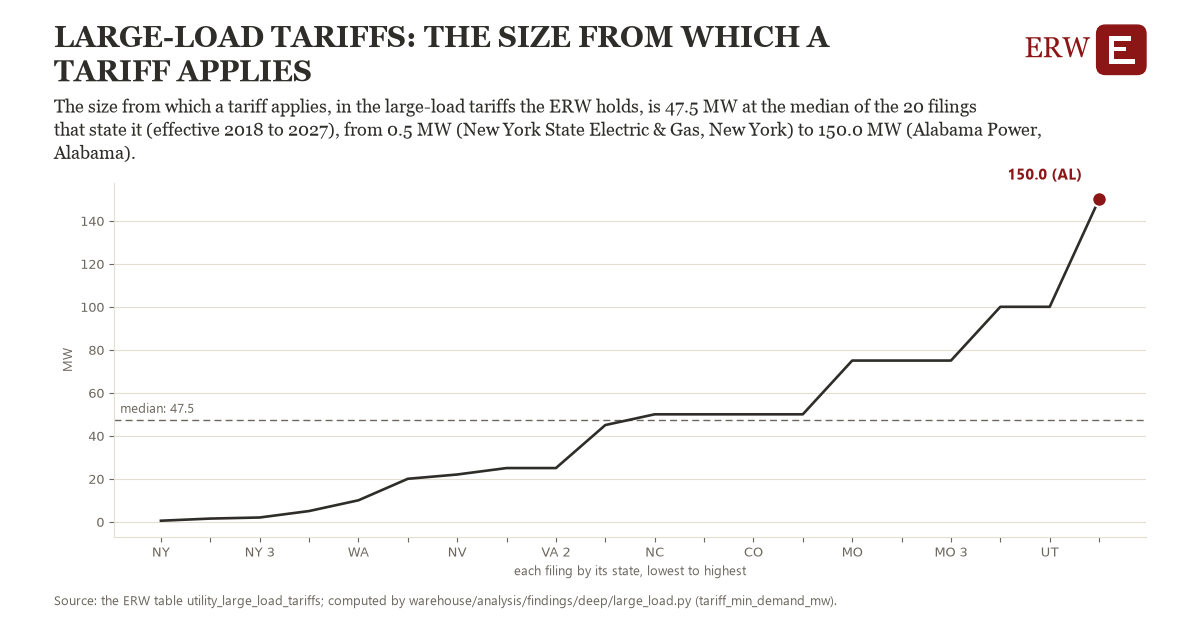 LARGE-LOAD TARIFFS: THE SIZE FROM WHICH A
TARIFF APPLIES
ERW E
The size from which a tariff applies, in the large-load tariffs the ERW holds, is 47.5 MW at the median of the 20 filings
that state it (effective 2018 to 2027), from 0.5 MW (New York State Electric & Gas, New York) to 150.0 MW (Alabama Power,
Alabama).
150.0 (AL)
140
120
100
80
60
40
20
0
MW
median: 47.5
NY NY 3 WA NV VA 2 NC CO MO MO 3 UT
each filing by its state, lowest to highest
Source: the ERW table utility_large_load_tariffs; computed by warehouse/analysis/findings/deep/large_load.py (tariff_min_demand_mw).